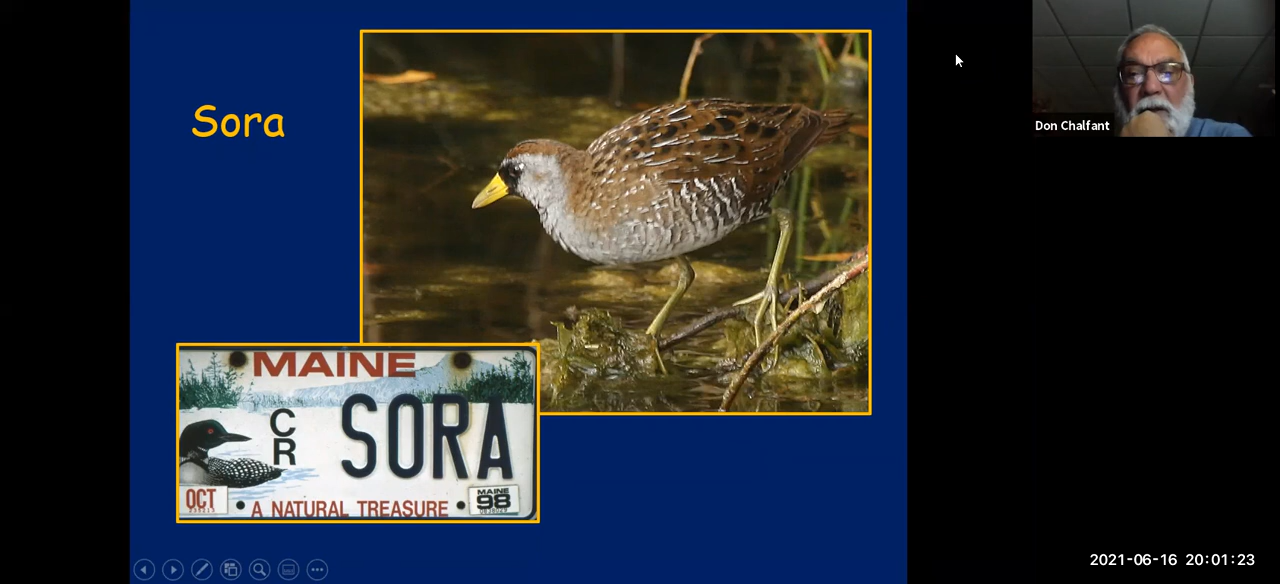 Sora
Don Chalfant
MAINE
CR
SORA
OCT
MAINE
98
A NATURAL TREASURE
2021-06-16 20:01:23